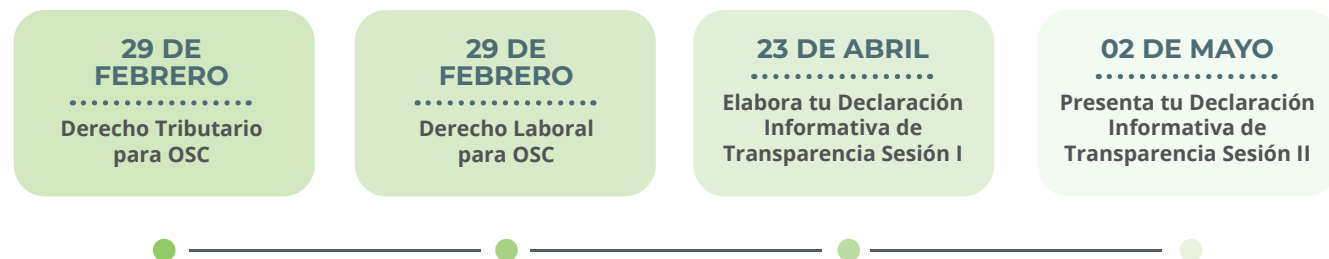 29 DE
FEBRERO
Derecho Tributario
para OSC
29 DE
FEBRERO
Derecho Laboral
para OSC
23 DE ABRIL
Elabora tu Declaración
Informativa de
Transparencia Sesión I
02 DE MAYO
Presenta tu Declaración
Informativa de
Transparencia Sesión II